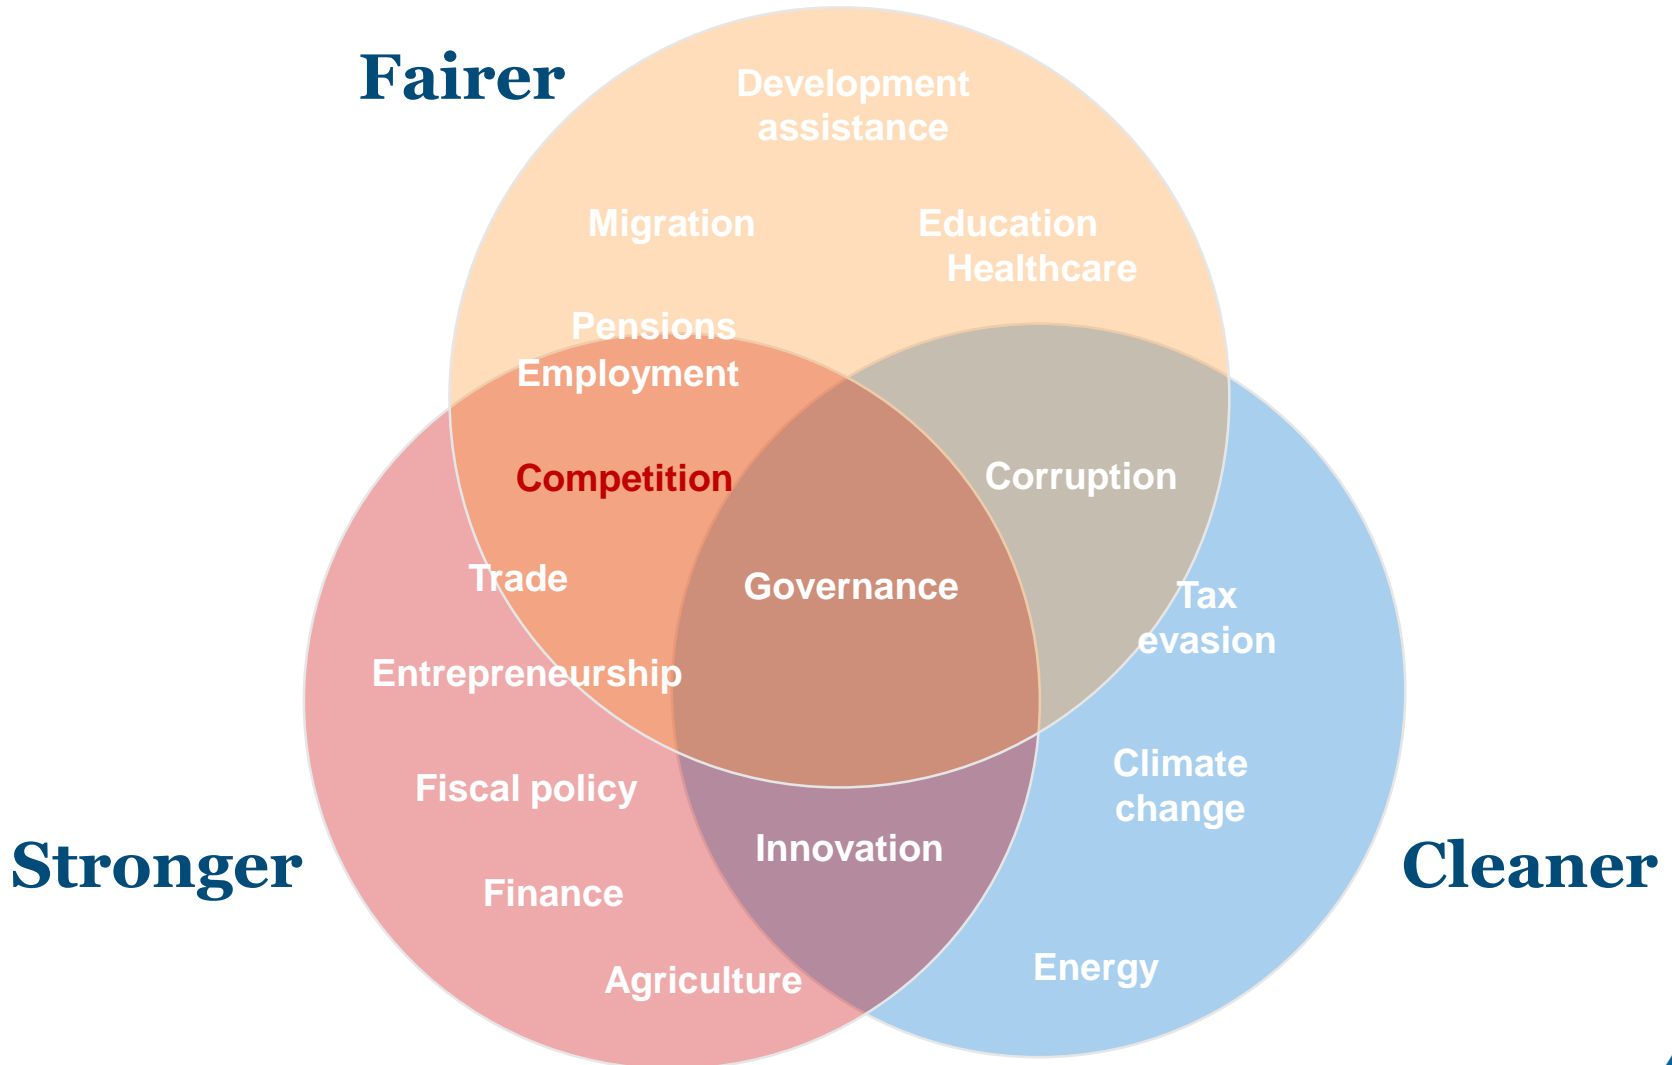 Fairer
Development
assistance
Migration
Education
Healthcare
Pensions
Employment
Competition
Corruption
Trade
Governance
Tax
evasion
Entrepreneurship
Fiscal policy
Climate
change
Innovation
Stronger
Cleaner
Finance
Energy
Agriculture